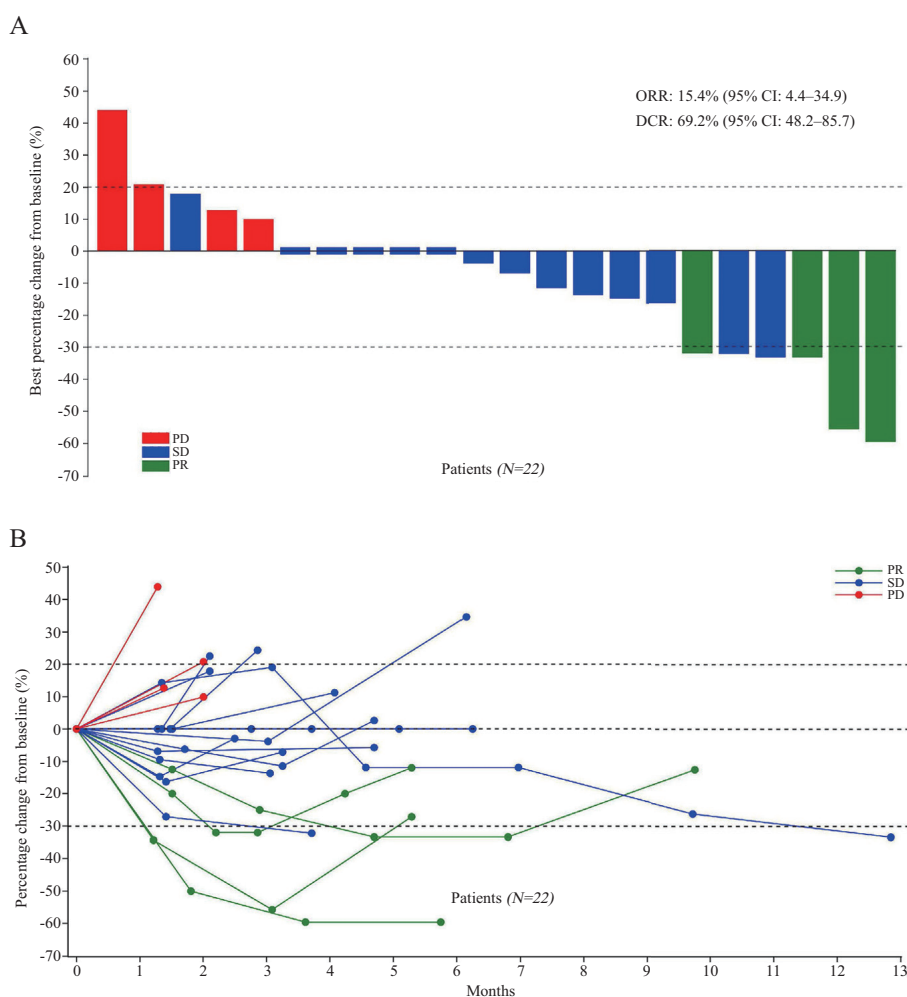 A
60
50
40
30
20
10
0
-10
-20
-30
-40
-50
-60
-70
Best percentage change from baseline (%)
ORR: 15.4% (95% CI: 4.4–34.9)
DCR: 69.2% (95% CI: 48.2–85.7)
PD
SD
PR
Patients (N=22)
B
50
40
30
20
10
0
-10
-20
-30
-40
-50
-60
-70
Percentage change from baseline (%)
PR
SD
PD
Patients (N=22)
0 1 2 3 4 5 6 7 8 9 10 11 12 13
Months